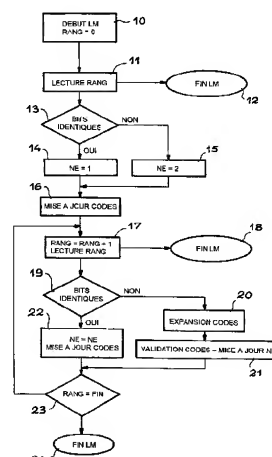 DEBUT LM
RANG = 0
10
11
LECTURE RANG
FIN LM
12
13
BITS
IDENTIQUES
NON
OUI
14
NE = 1
15
NE = 2
16
MISE A JOUR CODES
17
RANG = RANG + 1
LECTURE RANG
FIN LM
18
19
BITS
IDENTIQUES
NON
20
EXPANSION CODES
22
OUI
NE = NE
MISE A JOUR CODES
VALIDATION CODES – MISE A JOUR
21
RANG = FIN
23
FIN LM